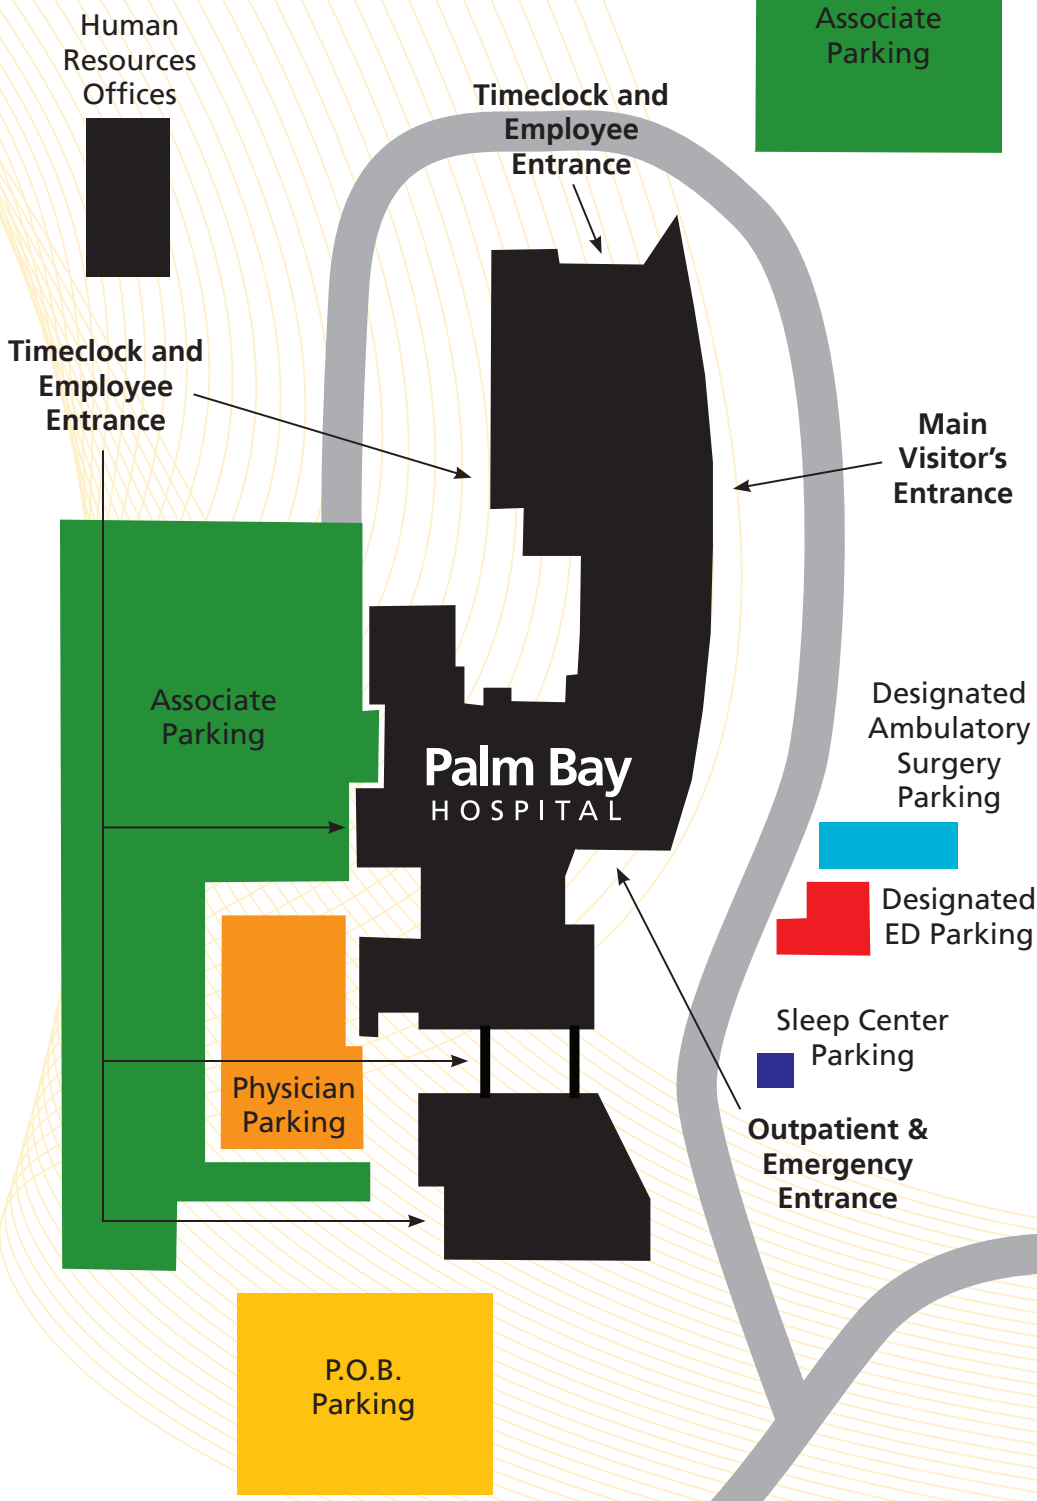 Human
Resources
Offices
Associate
Parking
Timeclock and
Employee
Entrance
Timeclock and
Employee
Entrance
Main
Visitor's
Entrance
Associate
Parking
Palm Bay
HOSPITAL
Designated
Ambulatory
Surgery
Parking
Designated
ED Parking
Sleep Center
Parking
Physician
Parking
Outpatient &
Emergency
Entrance
P.O.B.
Parking